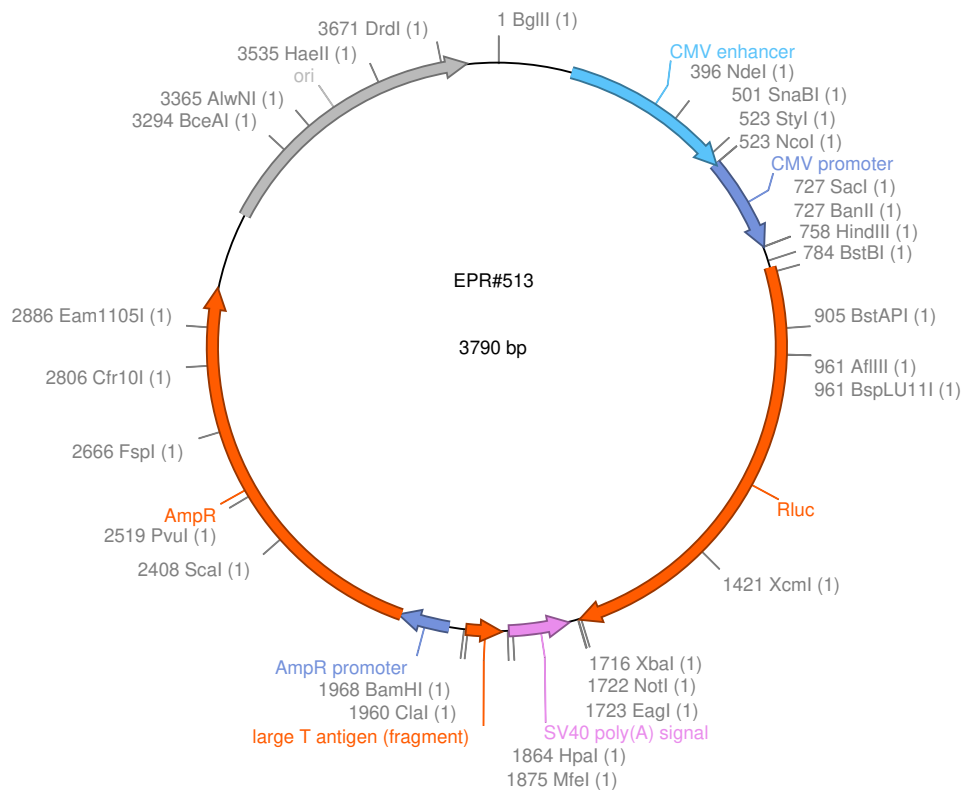 3671 DrdI (1)
1 BglII (1)
3535 HaeII (1)
ori
CMV enhancer
396 NdeI (1)
3365 AlwNI (1)
501 SnaBI (1)
3294 BceAI (1)
523 StyI (1)
523 NcoI (1)
CMV promoter
727 SacI (1)
727 BanII (1)
758 HindIII (1)
784 BstBI (1)
EPR#513
2886 Eam1105I (1)
905 BstAPI (1)
3790 bp
2806 Cfr10I (1)
961 AflIII (1)
961 BspLU11I (1)
2666 FspI (1)
AmpR
Rluc
2519 PvuI (1)
2408 ScaI (1)
1421 XcmI (1)
AmpR promoter
1716 XbaI (1)
1968 BamHI (1)
1722 NotI (1)
1960 ClaI (1)
1723 EagI (1)
large T antigen (fragment)
SV40 poly(A) signal
1864 HpaI (1)
1875 MfeI (1)